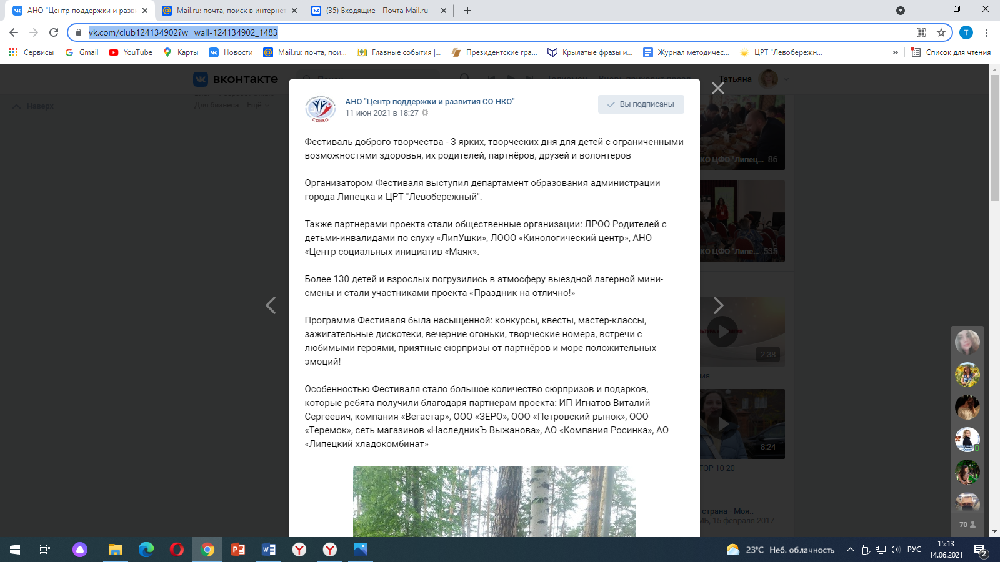 АНО "Центр поддержки и разви
Mail.ru: почта, поиск в интернет
(35) Входящие - Почта Mail.ru
vk.com/club124134902?w=wall-124134902_1483
T
Сервисы
Gmail
YouTube
Карты
Новости
Mail.ru: почта, пои...
Главные события |...
Президентские гра...
Крылатые фразы и...
Журнал методичес...
ЦРТ "Левобережн...
»
Список для чтения
вконтакте
Поиск
Татьяна
Наверх
Для бизнеса Ещё
АНО "Центр поддержки и развития СО НКО"
11 июн 2021 в 18:27
Вы подписаны
СОНКО
Фестиваль доброго творчества - 3 ярких, творческих дня для детей с ограниченными
возможностями здоровья, их родителей, партнёров, друзей и волонтеров
Организатором Фестиваля выступил департамент образования администрации
города Липецка и ЦРТ "Левобережный".
Также партнерами проекта стали общественные организации: ЛРОО Родителей с
детьми-инвалидами по слуху «ЛипУшки», ЛООО «Кинологический центр», АНО
«Центр социальных инициатив «Маяк».
Более 130 детей и взрослых погрузились в атмосферу выездной лагерной мини-
смены и стали участниками проекта «Праздник на отлично!»
Программа Фестиваля была насыщенной: конкурсы, квесты, мастер-классы,
зажигательные дискотеки, вечерние огоньки, творческие номера, встречи с
любимыми героями, приятные сюрпризы от партнёров и море положительных
эмоций!
Особенностью Фестиваля стало большое количество сюрпризов и подарков,
которые ребята получили благодаря партнерам проекта: ИП Игнатов Виталий
Сергеевич, компания «Вегастар», ООО «ЗЕРО», ООО «Петровский рынок», ООО
«Теремок», сеть магазинов «НаследникЪ Выжанова», АО «Компания Росинка», АО
«Липецкий хладокомбинат»
КО ЦФО "Липец... 86
КО ЦФО "Липе... 535
2:38
ия
8:24
ТОР 10 20
страна - Моя..
МБ, 15 февраля 2017
70
23°C Неб. облачность
РУС
15:13
14.06.2021
2